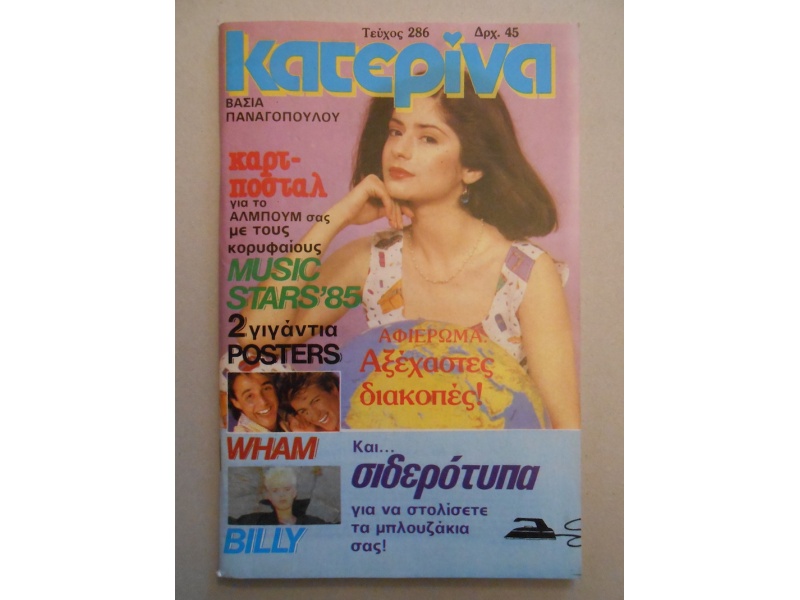 Τεύχος 286 Δρχ. 45
κατερίνα
ΒΑΣΙΑ
ΠΑΝΑΓΟΠΟΥΛΟΥ
καρτ-
ποσταλ
για το
ΑΛΜΠΟΥΜ σας
με τους
κορυφαίους
MUSIC
STARS'85
2 γιγάντια
POSTERS
ΑΦΙΕΡΩΜΑ:
Αξέχαστες
διακοπές!
WHAM
BILLY
Και...
σιδερότυπα
για να στολίσετε
τα μπλουζάκια
σας!